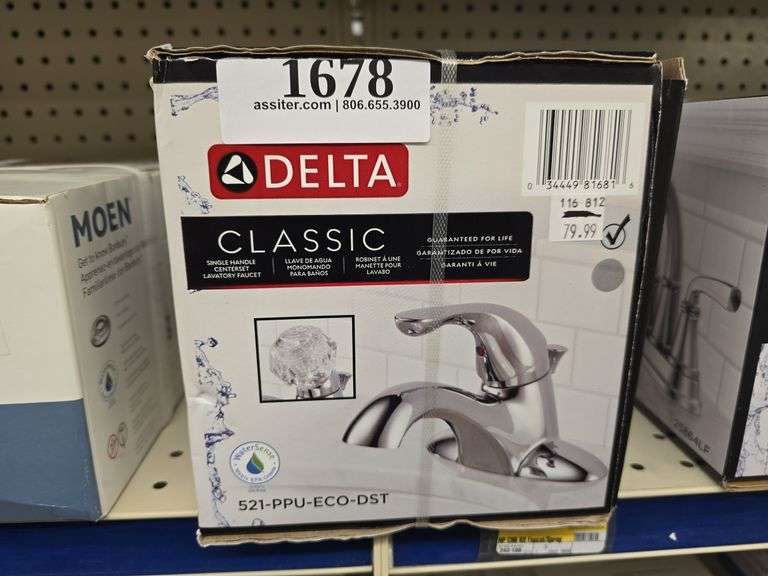 1678
assiter.com | 806.655.3900
DELTA
0 34449 81681 6
116 812
79.99
CLASSIC
SINGLE HANDLE
CENTERSET
LAVATORY FAUCET
LLAVE DE AGUA
MONOMANDO
PARA BAÑOS
ROBINET À UNE
MANETTE POUR
LAVABO
GUARANTEED FOR LIFE
GARANTIZADO DE POR VIDA
GARANTI À VIE
WaterSense
521-PPU-ECO-DST
MOEN
2564LF